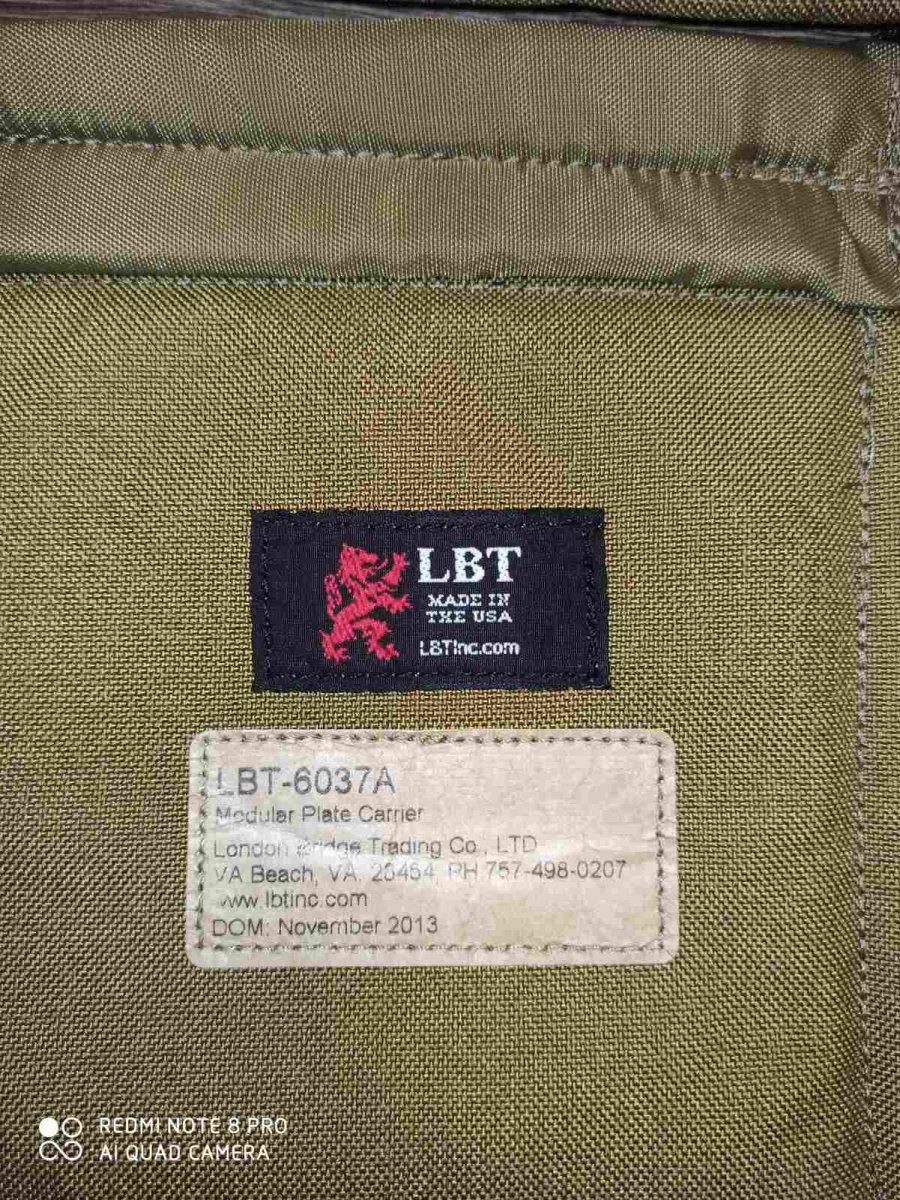 LBT
MADE IN
THE USA
LBTInc.com
LBT-6037A
Modular Plate Carrier
London Bridge Trading Co., LTD
VA Beach, VA. 23454 PH 757-498-0207
www.lbtinc.com
DOM: November 2013
REDMI NOTE 8 PRO
AI QUAD CAMERA